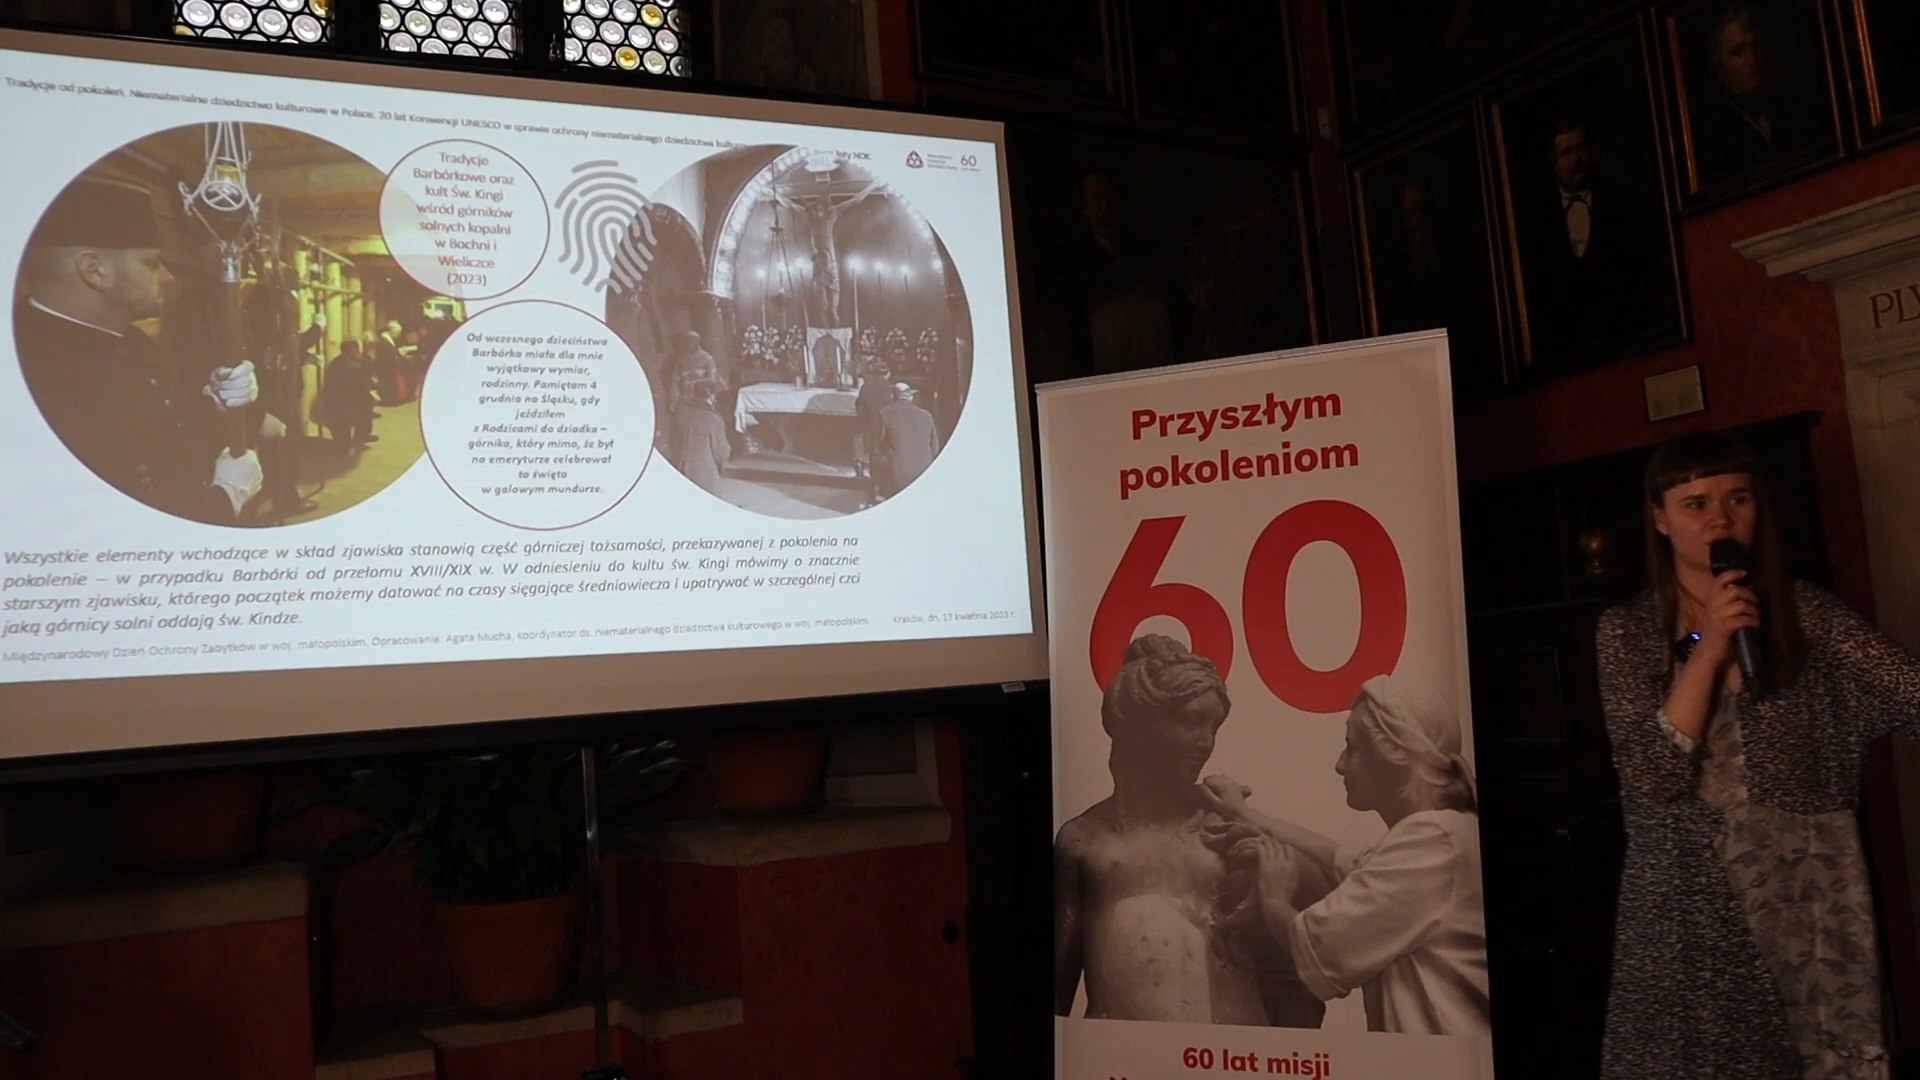 Tradycje od pokoleń. Niematerialne dziedzictwo kulturowe w Polsce. 20 lat Konwencji UNESCO w sprawie ochrony niematerialnego dziedzictwa
listy NDK.
60
Tradycje
Barbórkowe oraz
kult Św. Kingi
wśród górników
solnych kopalni
w Bochni i
Wieliczce
(2023)
Od wczesnego dzieciństwa
Barbórka miała dla mnie
wyjątkowy wymiar,
rodzinny. Pamiętam 4
grudnia na Śląsku, gdy
jeździłem
z Rodzicami do dziadka –
górnika, który mimo, że był
na emeryturze celebrował
to święto
w galowym mundurze.
Wszystkie elementy wchodzące w skład zjawiska stanowią część górniczej tożsamości, przekazywanej z pokolenia na
pokolenie – w przypadku Barbórki od przełomu XVIII/XIX w. W odniesieniu do kultu św. Kingi mówimy o znacznie
starszym zjawisku, którego początek możemy datować na czasy sięgające średniowiecza i upatrywać w szczególnej czci
jaką górnicy solni oddają św. Kindze.
Kraków, dn. 17 kwietnia 2023 r.
Międzynarodowy Dzień Ochrony Zabytków w woj. małopolskim. Opracowanie: Agata Mucha, koordynator ds. niematerialnego dziedzictwa kulturowego w woj. małopolskim.
Przyszłym
pokoleniom
60
60 lat misji
PLV